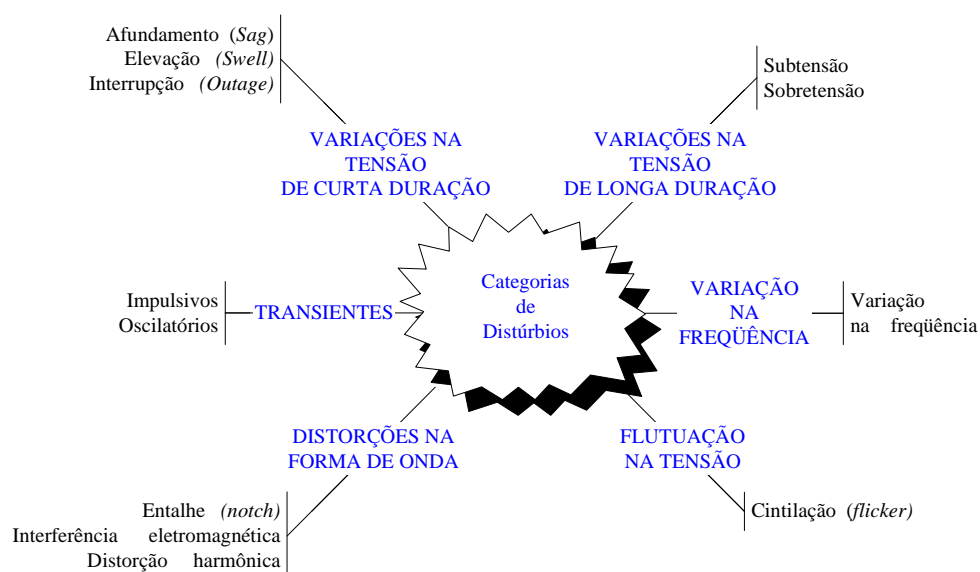 Afundamento (Sag)
Elevação (Swell)
Interrupção (Outage)
Subtensão
Sobretensão
VARIAÇÕES NA
TENSÃO
DE CURTA DURAÇÃO
VARIAÇÕES NA
TENSÃO
DE LONGA DURAÇÃO
Categorias
de
Distúrbios
Impulsivos
Oscilatórios
TRANSIENTES
VARIAÇÃO
NA
FREQÜÊNCIA
Variação
na freqüência
DISTORÇÕES NA
FORMA DE ONDA
FLUTUAÇÃO
NA TENSÃO
Entalhe (notch)
Interferência eletromagnética
Distorção harmônica
Cintilação (flicker)